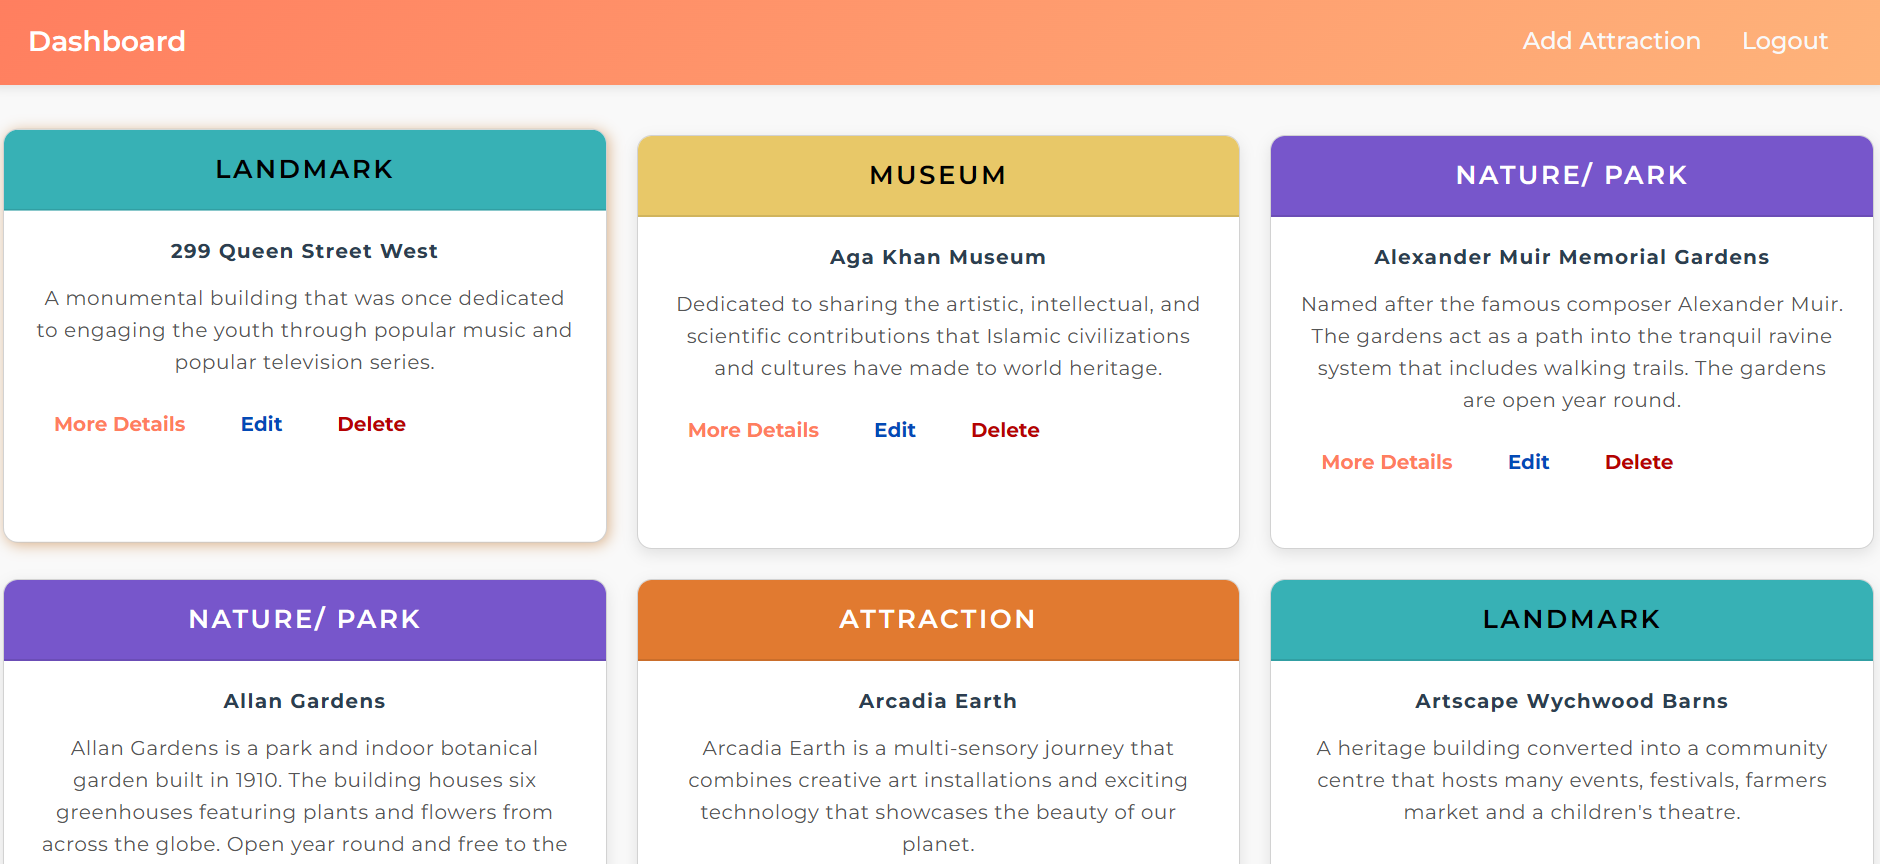 Dashboard
Add Attraction
Logout
LANDMARK
299 Queen Street West
A monumental building that was once dedicated
to engaging the youth through popular music and
popular television series.
More Details
Edit
Delete
MUSEUM
Aga Khan Museum
Dedicated to sharing the artistic, intellectual, and
scientific contributions that Islamic civilizations
and cultures have made to world heritage.
More Details
Edit
Delete
NATURE/ PARK
Alexander Muir Memorial Gardens
Named after the famous composer Alexander Muir.
The gardens act as a path into the tranquil ravine
system that includes walking trails. The gardens
are open year round.
More Details
Edit
Delete
NATURE/ PARK
Allan Gardens
Allan Gardens is a park and indoor botanical
garden built in 1910. The building houses six
greenhouses featuring plants and flowers from
across the globe. Open year round and free to the
ATTRACTION
Arcadia Earth
Arcadia Earth is a multi-sensory journey that
combines creative art installations and exciting
technology that showcases the beauty of our
planet.
LANDMARK
Artscape Wychwood Barns
A heritage building converted into a community
centre that hosts many events, festivals, farmers
market and a children's theatre.